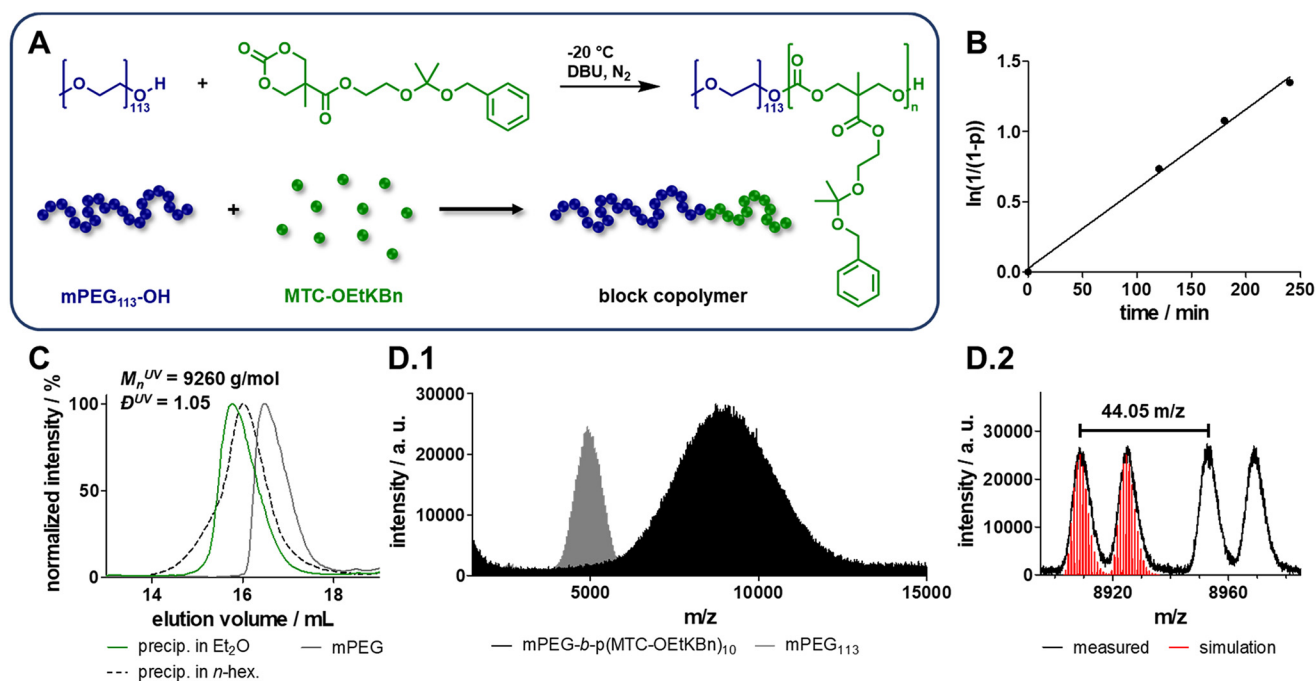 A
O
H
113
+
O
O
O
O
O
O
O
-20 °C
DBU, N₂
O
113
O
O
O
O
H
n
O
O
O
O
+
mPEG₁₁₃-OH
MTC-OEtKBn
block copolymer
B
ln(1/(1-p))
1.5
1.0
0.5
0.0
0 50 100 150 200 250
time / min
C
Mₙᵁⱽ = 9260 g/mol
Đᵁⱽ = 1.05
normalized intensity / %
100
50
0
14 16 18
elution volume / mL
precip. in Et₂O mPEG
precip. in n-hex.
D.1
intensity / a. u.
30000
20000
10000
0
5000 10000 15000
m/z
mPEG-b-p(MTC-OEtKBn)₁₀ mPEG₁₁₃
D.2
44.05 m/z
intensity / a. u.
30000
20000
10000
0
8920 8960
m/z
measured simulation